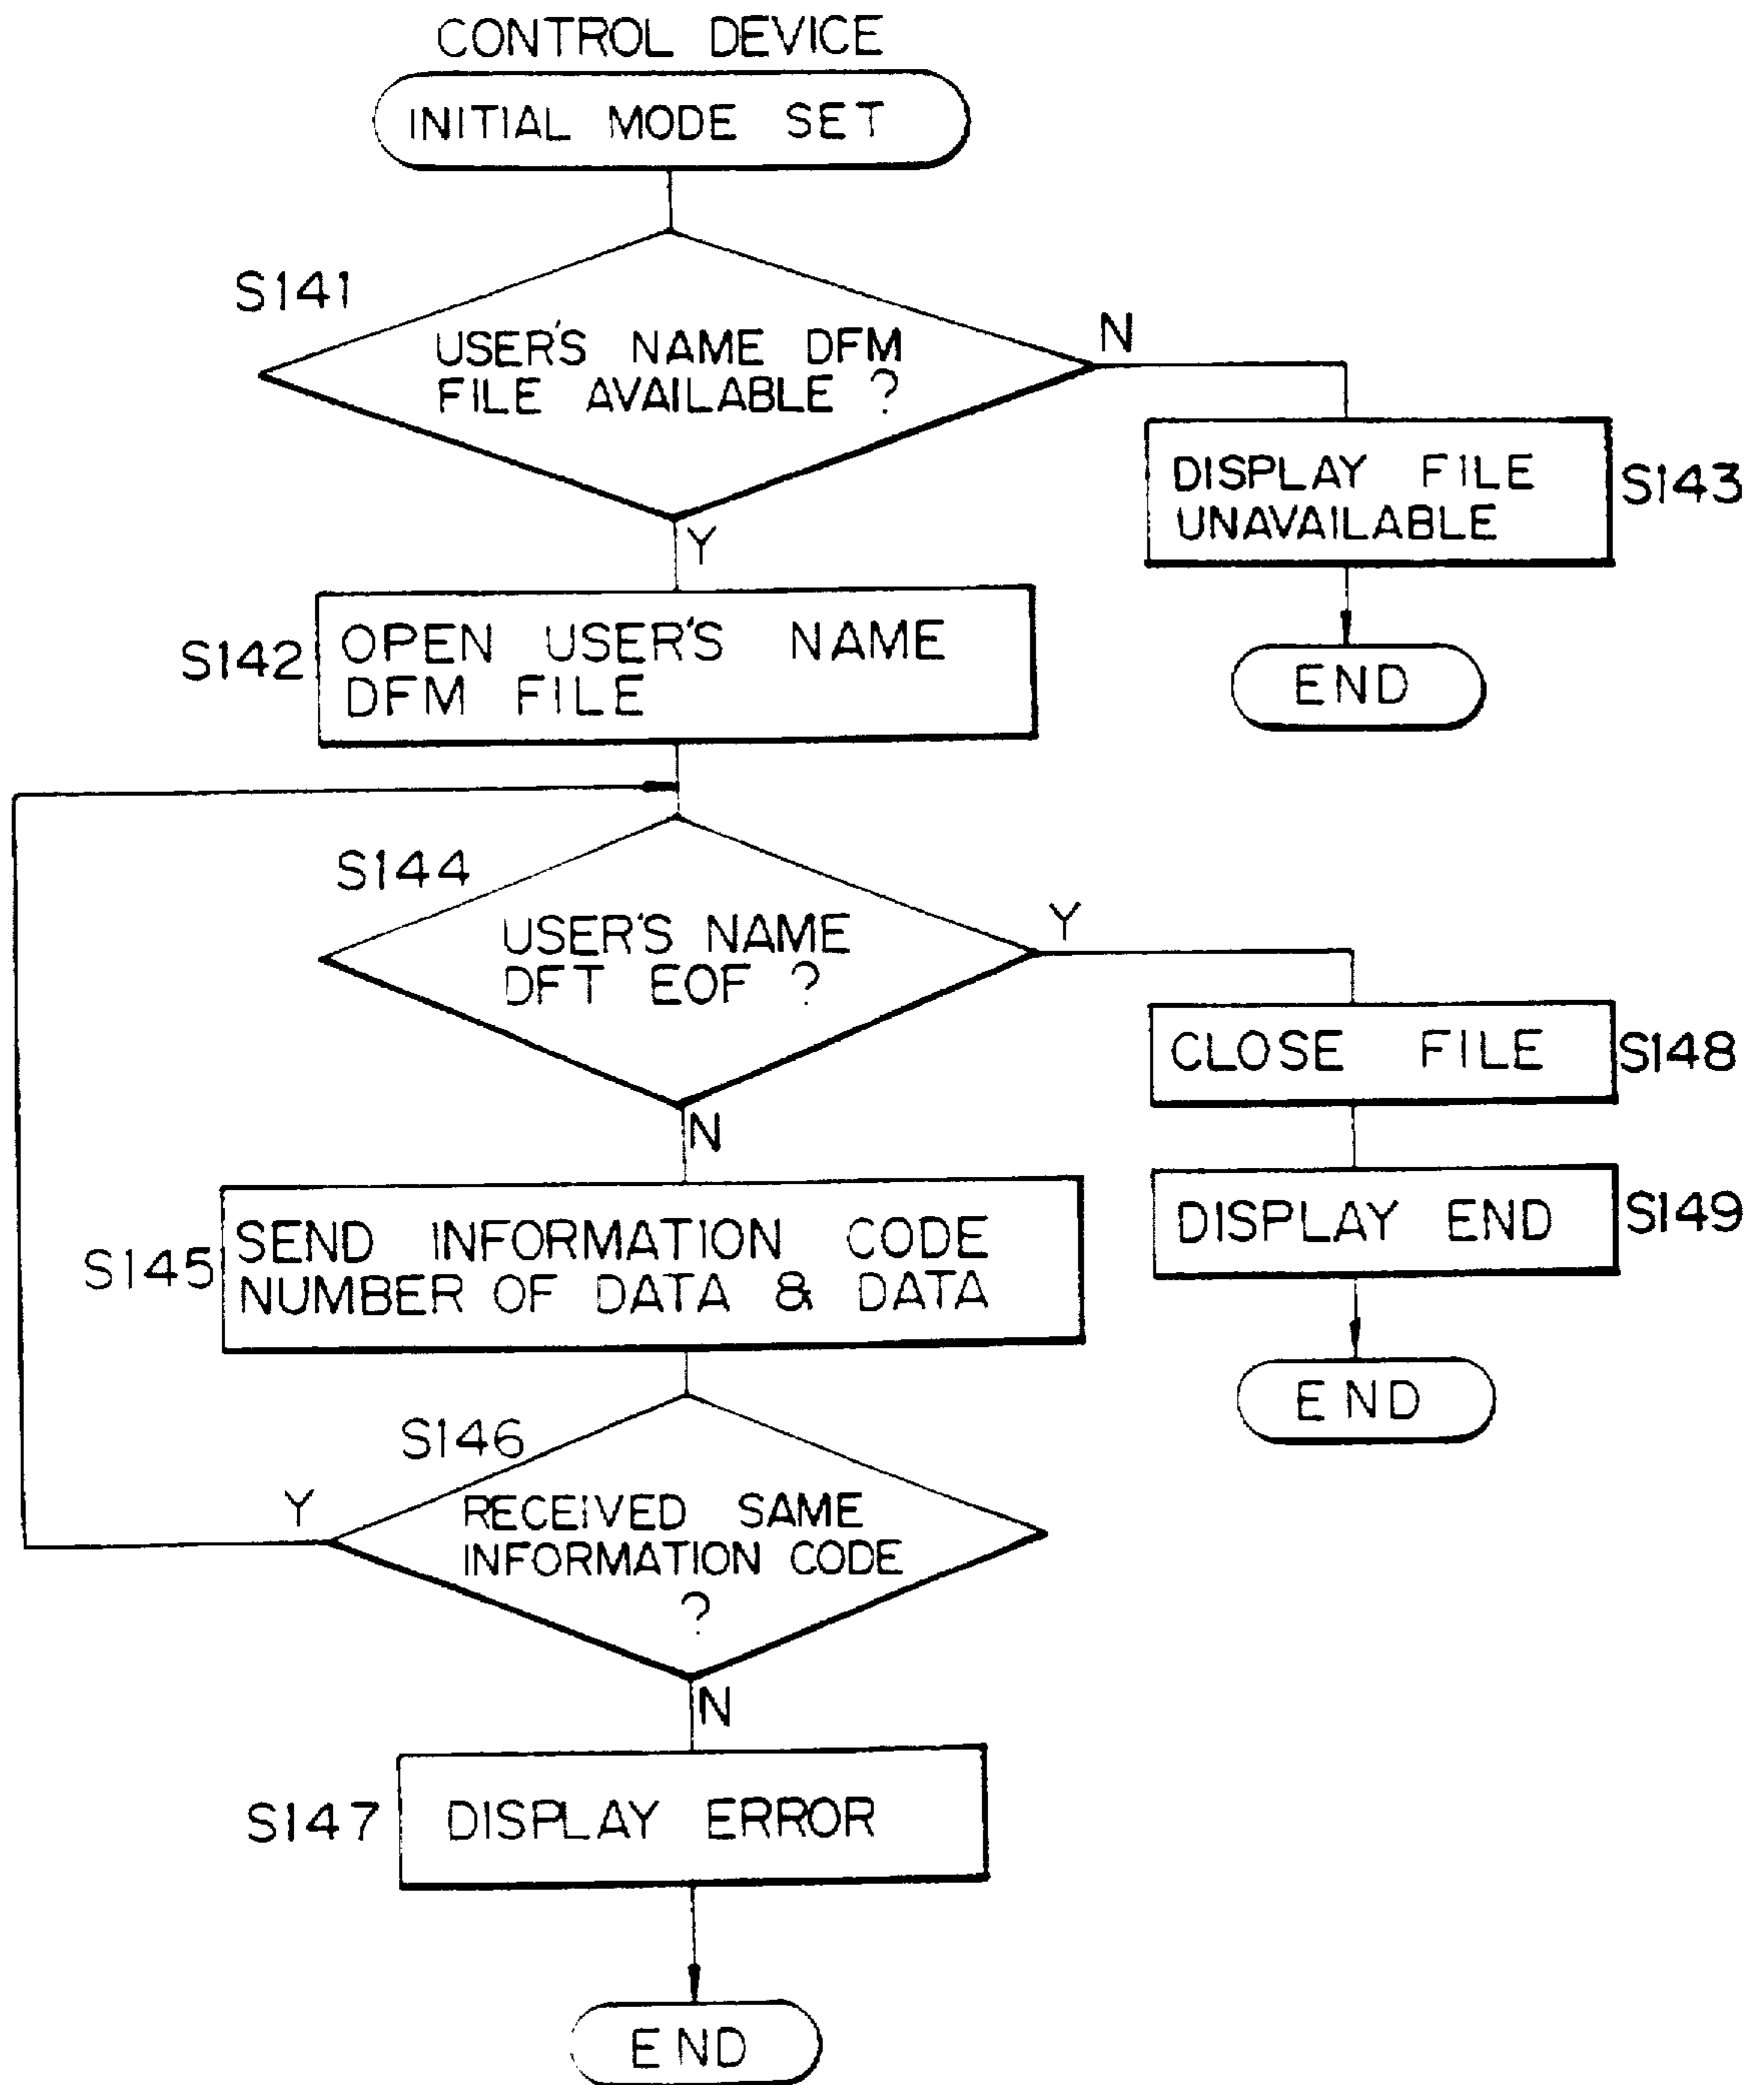 CONTROL DEVICE
INITIAL MODE SET
S141
USER'S NAME DFM
FILE AVAILABLE ?
N
Y
DISPLAY FILE
UNAVAILABLE
S143
END
S142
OPEN USER'S NAME
DFM FILE
S144
USER'S NAME
DFT EOF ?
Y
N
CLOSE FILE
S148
DISPLAY END
S149
END
S145
SEND INFORMATION CODE
NUMBER OF DATA & DATA
S146
RECEIVED SAME
INFORMATION CODE
?
Y
N
S147
DISPLAY ERROR
END